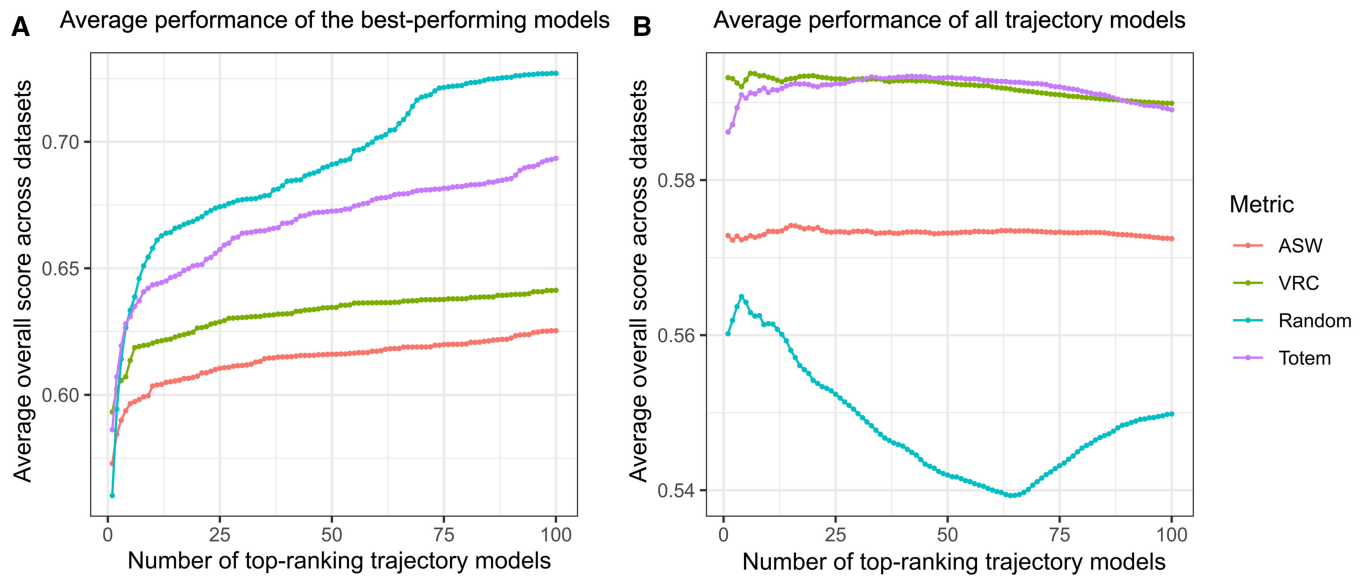 A
Average performance of the best-performing models
Average overall score across datasets
0.70
0.65
0.60
0
25
50
75
100
Number of top-ranking trajectory models
B
Average performance of all trajectory models
Average overall score across datasets
0.58
0.56
0.54
0
25
50
75
100
Number of top-ranking trajectory models
Metric
ASW
VRC
Random
Totem